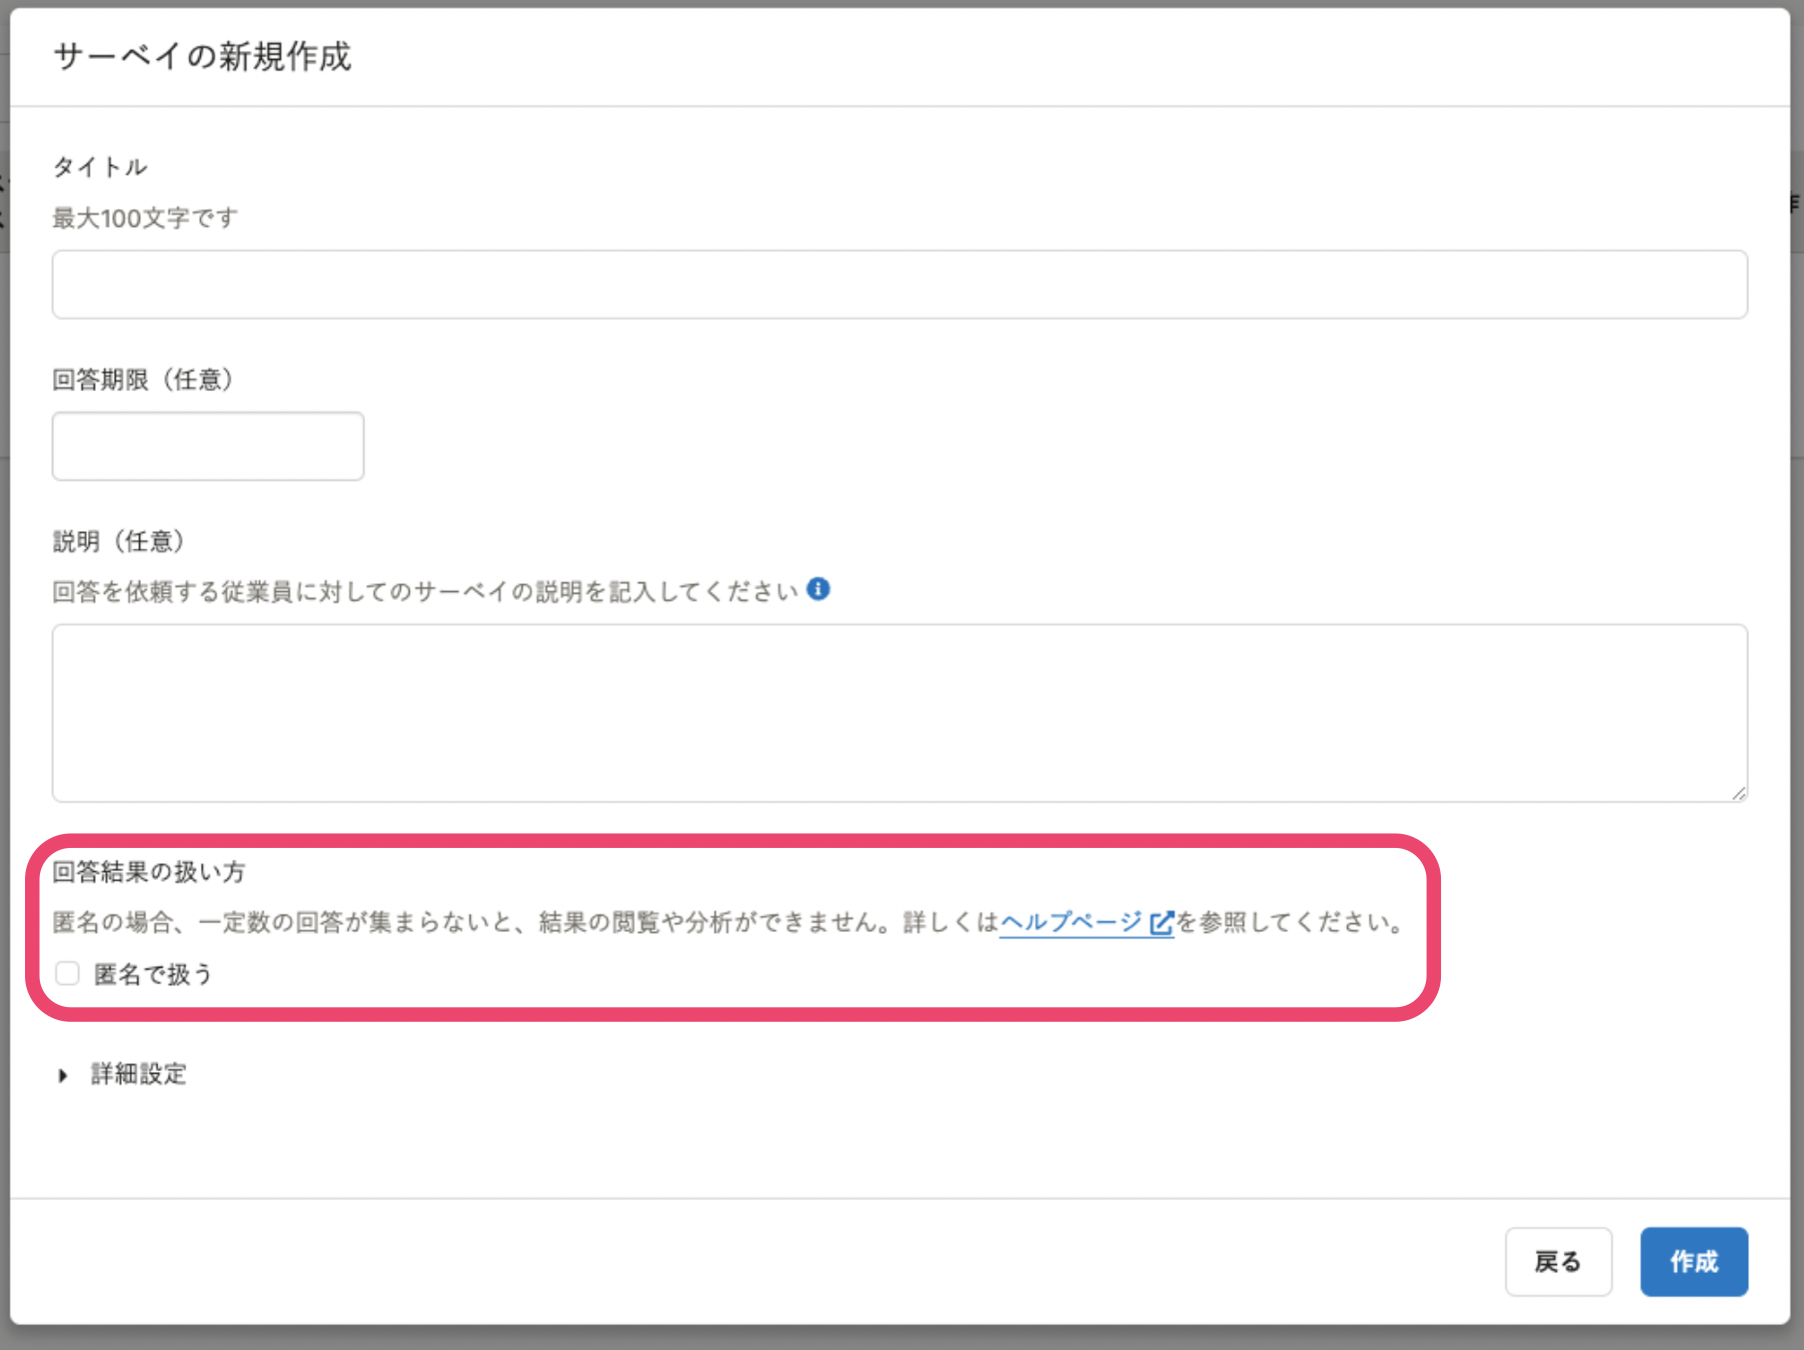 サーベイの新規作成
タイトル
最大100文字です
回答期限（任意）
説明（任意）
回答を依頼する従業員に対してのサーベイの説明を記入してください
回答結果の扱い方
匿名の場合、一定数の回答が集まらないと、結果の閲覧や分析ができません。詳しくはヘルプページを参照してください。
匿名で扱う
詳細設定
戻る
作成